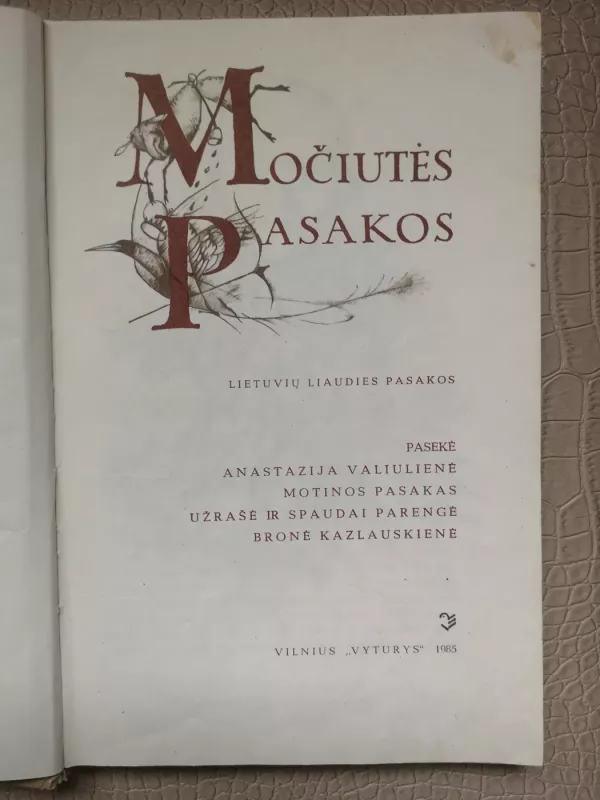 MOČIUTĖS
PASAKOS
LIETUVIŲ LIAUDIES PASAKOS
PASEKĖ
ANASTAZIJA VALIULIENĖ
MOTINOS PASAKAS
UŽRAŠĖ IR SPAUDAI PARENGĖ
BRONĖ KAZLAUSKIENĖ
VILNIUS „VYTURYS“ 1985